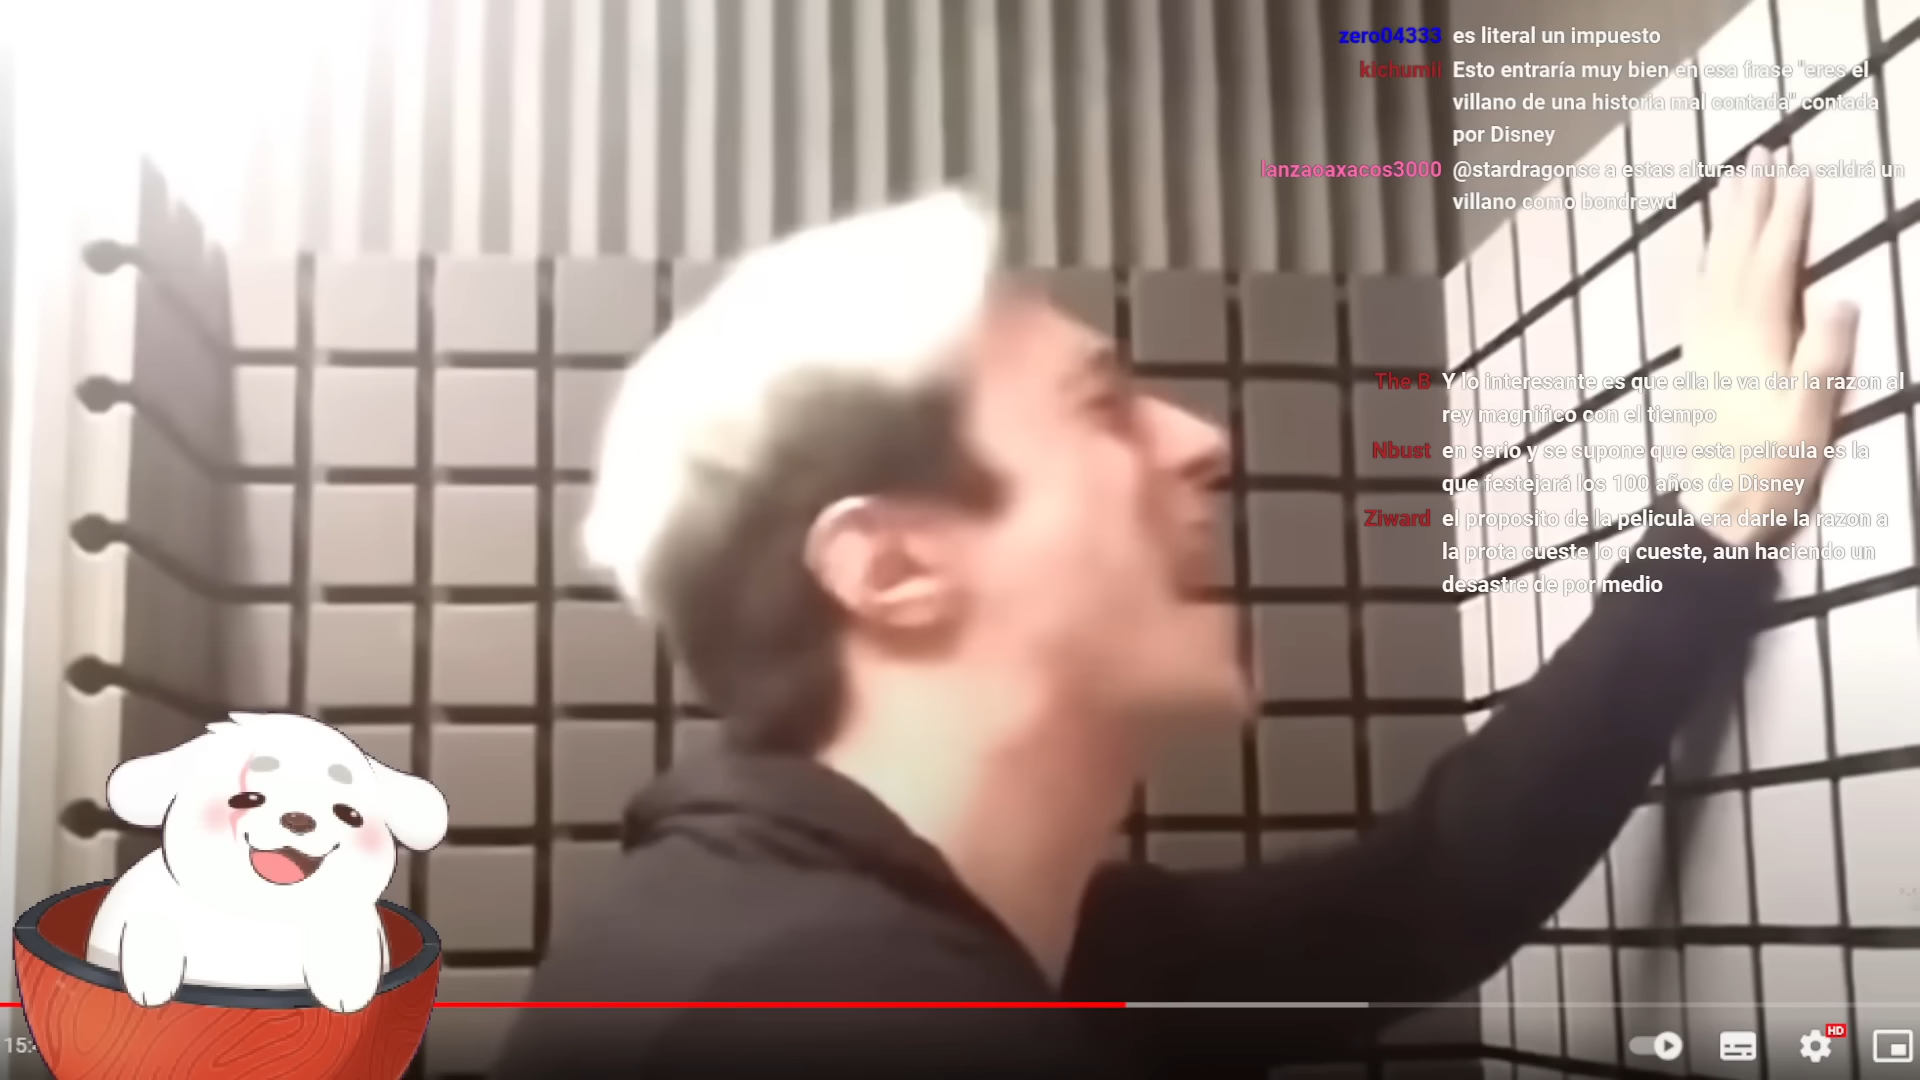 zero04333 es literal un impuesto
kichumil Esto entraría muy bien en esa frase "eres el
villano de una historia mal contada" contada
por Disney
lanzaoaxacos3000 @stardragonsc a estas alturas nunca saldrá un
villano como bondrewd
The B Y lo interesante es que ella le va dar la razon al
rey magnifico con el tiempo
Nbust en serio y se supone que esta película es la
que festejará los 100 años de Disney
Ziward el proposito de la pelicula era darle la razon a
la prota cueste lo q cueste, aun haciendo un
desastre de por medio
HD